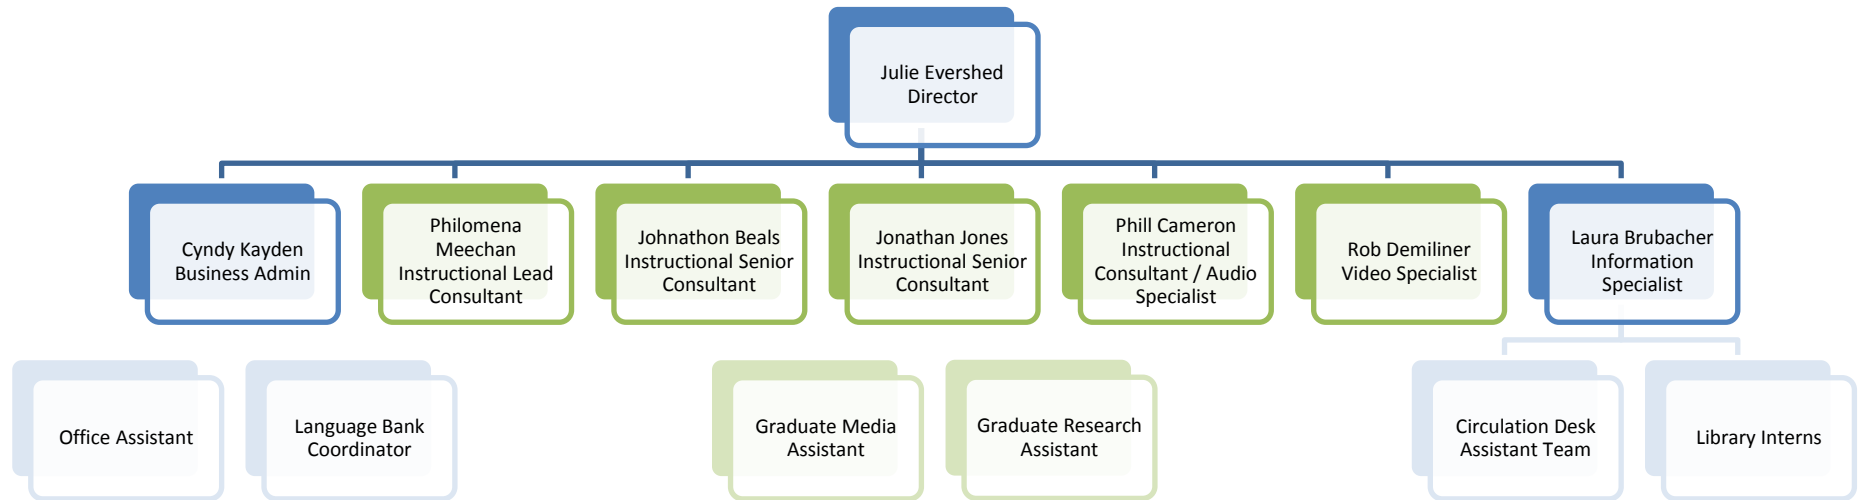 Julie Evershed
Director
Cyndy Kayden
Business Admin
Philomena
Meechan
Instructional Lead
Consultant
Johnathon Beals
Instructional Senior
Consultant
Jonathan Jones
Instructional Senior
Consultant
Phill Cameron
Instructional
Consultant / Audio
Specialist
Rob Demiliner
Video Specialist
Laura Brubacher
Information
Specialist
Office Assistant
Language Bank
Coordinator
Graduate Media
Assistant
Graduate Research
Assistant
Circulation Desk
Assistant Team
Library Interns